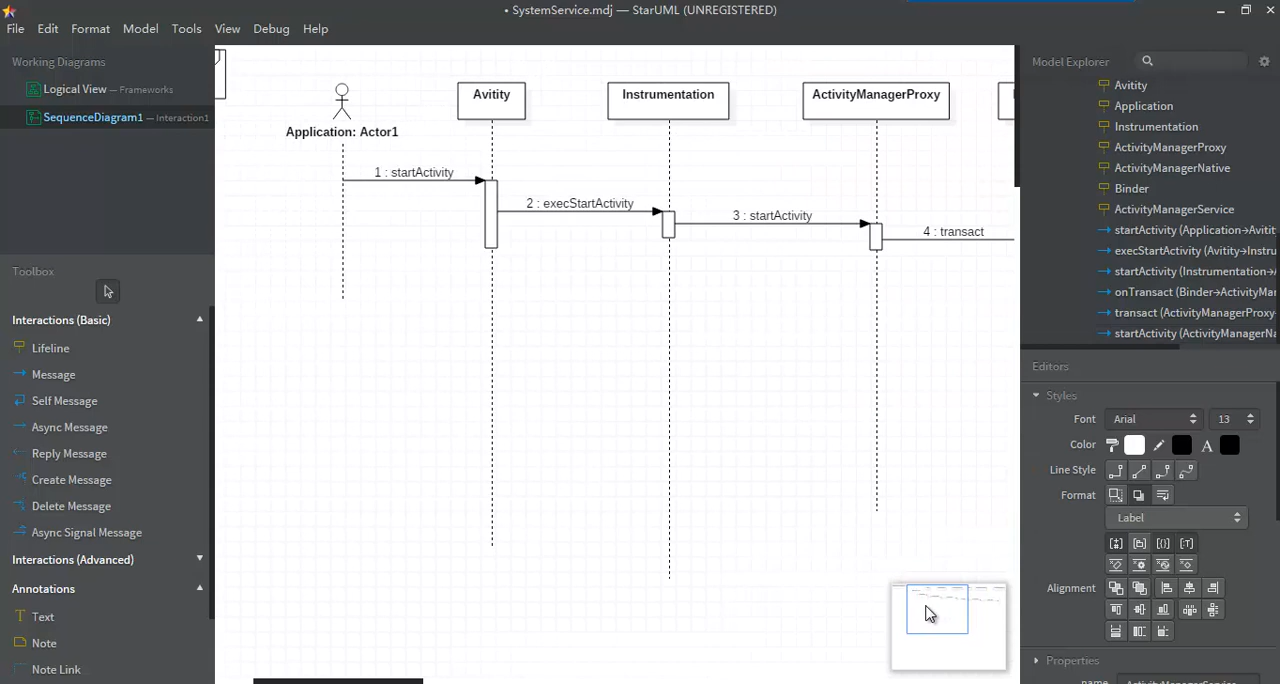 • SystemService.mdj — StarUML (UNREGISTERED)
File Edit Format Model Tools View Debug Help
Working Diagrams
Logical View — Frameworks
SequenceDiagram1 — Interaction1
Toolbox
Interactions (Basic)
Lifeline
Message
Self Message
Async Message
Reply Message
Create Message
Delete Message
Async Signal Message
Interactions (Advanced)
Annotations
Text
Note
Note Link
Application: Actor1
Avitity
Instrumentation
ActivityManagerProxy
1 : startActivity
2 : execStartActivity
3 : startActivity
4 : transact
Model Explorer
Avitity
Application
Instrumentation
ActivityManagerProxy
ActivityManagerNative
Binder
ActivityManagerService
startActivity (Application→Avitit
execStartActivity (Avitity→Instru
startActivity (Instrumentation→A
onTransact (Binder→ActivityMar
transact (ActivityManagerProxy-
startActivity (ActivityManagerNa
Editors
Styles
Font Arial 13
Color
Line Style
Format
Label
Alignment
Properties
name ActivityManagerService